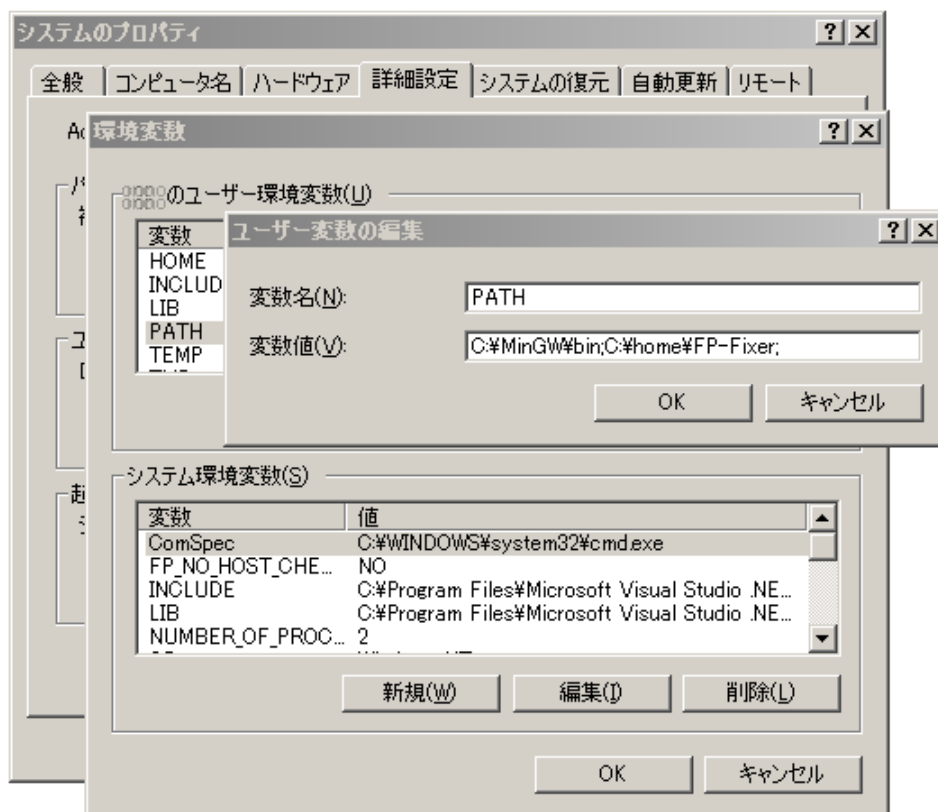 システムのプロパティ
全般 コンピュータ名 ハードウェア 詳細設定 システムの復元 自動更新 リモート
環境変数
のユーザー環境変数(U)
変数
HOME
INCLUD
LIB
PATH
TEMP
ユーザー変数の編集
変数名(N): PATH
変数値(V): C:¥MinGW¥bin;C:¥home¥FP-Fixer;
OK キャンセル
システム環境変数(S)
変数 値
ComSpec C:¥WINDOWS¥system32¥cmd.exe
FP_NO_HOST_CHE... NO
INCLUDE C:¥Program Files¥Microsoft Visual Studio .NE...
LIB C:¥Program Files¥Microsoft Visual Studio .NE...
NUMBER_OF_PROC... 2
新規(W) 編集(I) 削除(L)
OK キャンセル